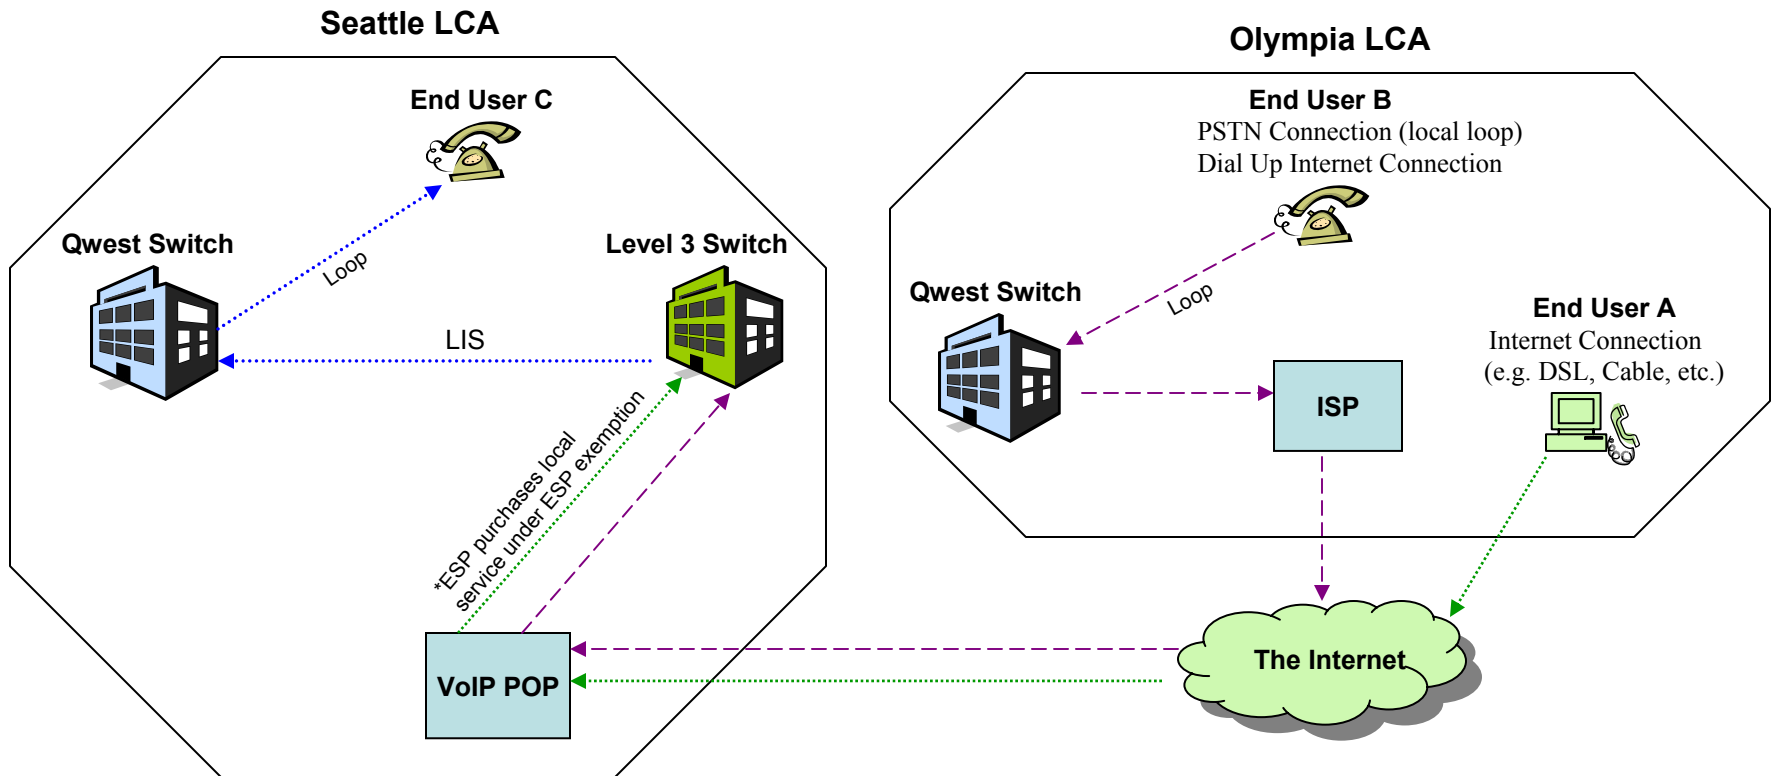 Seattle LCA
End User C
Qwest Switch
Level 3 Switch
Loop
LIS
*ESP purchases local
service under ESP exemption
VoIP POP
Olympia LCA
End User B
PSTN Connection (local loop)
Dial Up Internet Connection
Qwest Switch
Loop
End User A
Internet Connection
(e.g. DSL, Cable, etc.)
ISP
The Internet